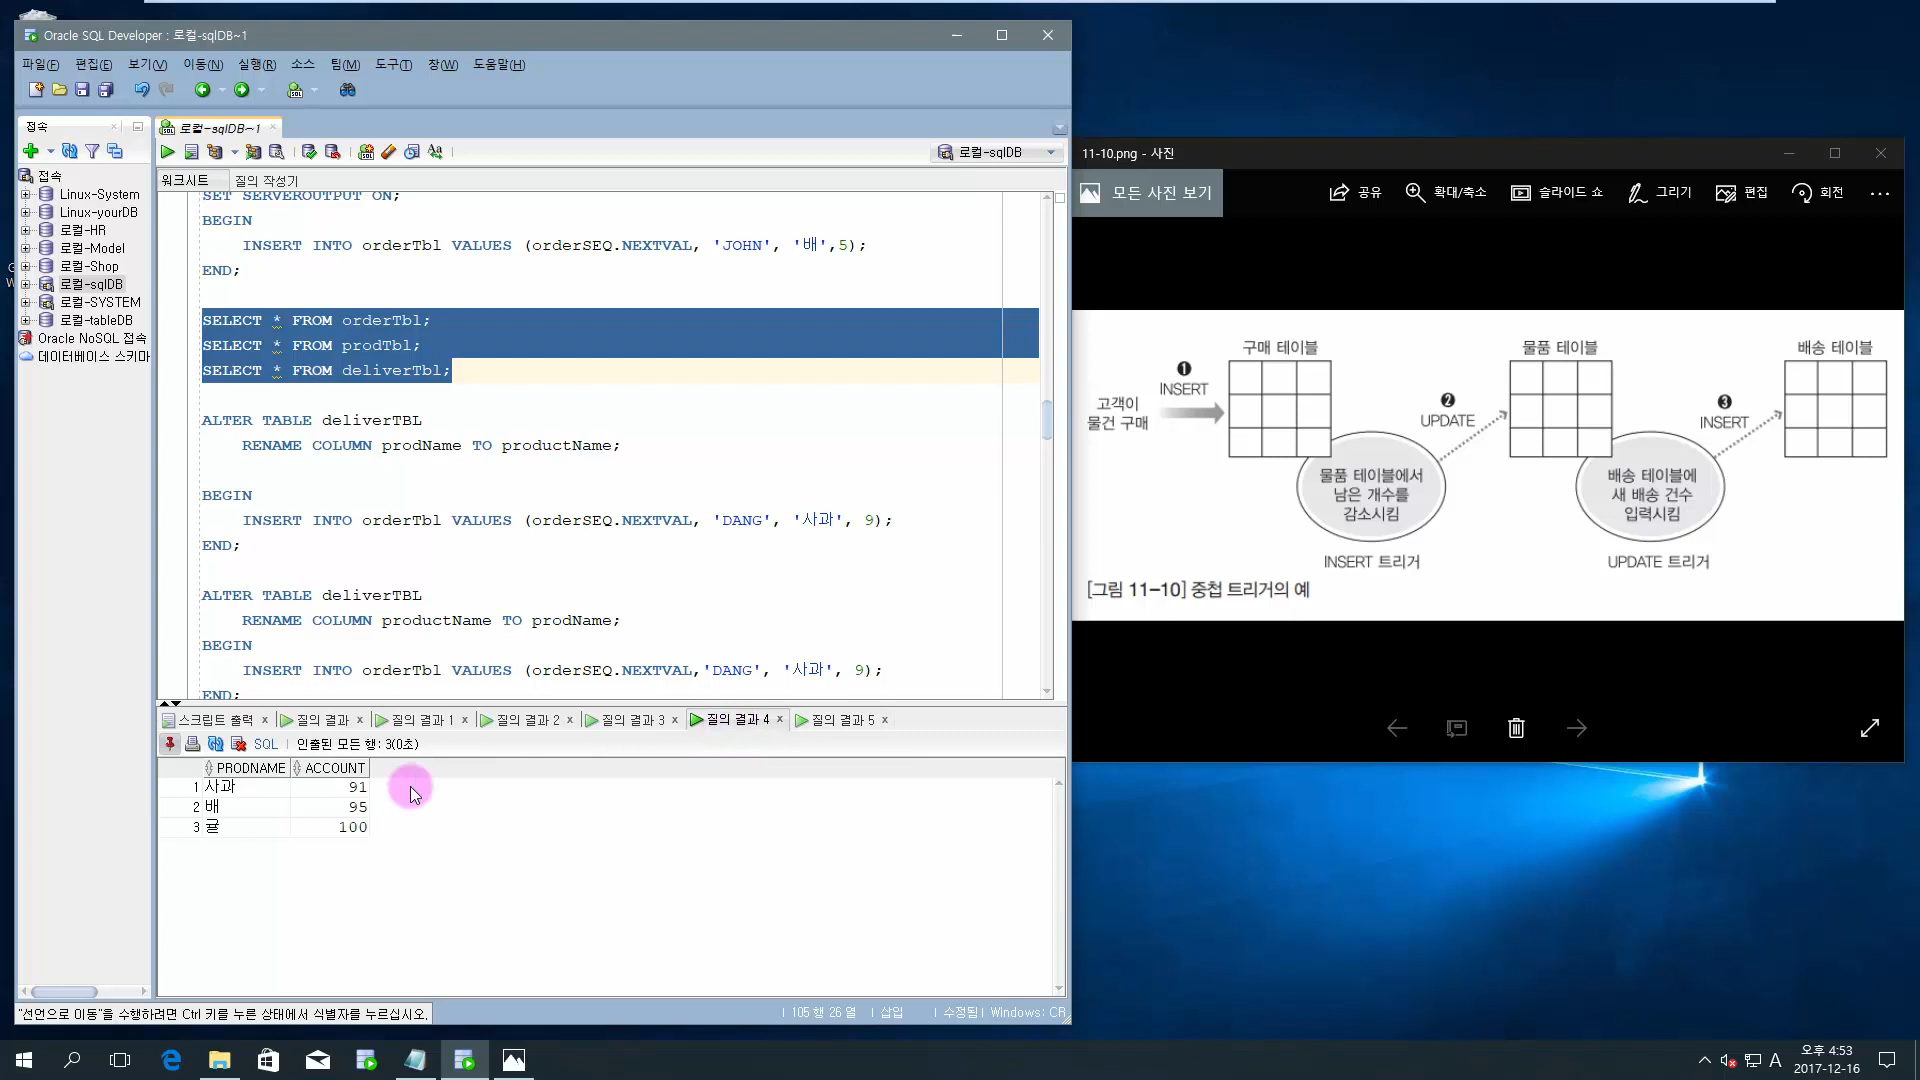 Oracle SQL Developer : 로컬-sqlDB~1
파일(F) 편집(E) 보기(V) 이동(N) 실행(R) 소스 팀(M) 도구(T) 창(W) 도움말(H)
접속
로컬-sqlDB~1
로컬-sqlDB
워크시트 질의 작성기
접속
Linux-System
Linux-yourDB
로컬-HR
로컬-Model
로컬-Shop
로컬-sqlDB
로컬-SYSTEM
로컬-tableDB
Oracle NoSQL 접속
데이터베이스 스키마
SET SERVEROUTPUT ON;
BEGIN
INSERT INTO orderTbl VALUES (orderSEQ.NEXTVAL, 'JOHN', '배',5);
END;
SELECT * FROM orderTbl;
SELECT * FROM prodTbl;
SELECT * FROM deliverTbl;
ALTER TABLE deliverTBL
RENAME COLUMN prodName TO productName;
BEGIN
INSERT INTO orderTbl VALUES (orderSEQ.NEXTVAL, 'DANG', '사과', 9);
END;
ALTER TABLE deliverTBL
RENAME COLUMN productName TO prodName;
BEGIN
INSERT INTO orderTbl VALUES (orderSEQ.NEXTVAL,'DANG', '사과', 9);
END;
스크립트 출력 x 질의 결과 x 질의 결과 1 x 질의 결과 2 x 질의 결과 3 x 질의 결과 4 x 질의 결과 5 x
SQL | 인출된 모든 행: 3(0초)
PRODNAME ACCOUNT
1 사과 91
2 배 95
3 귤 100
"선언으로 이동"을 수행하려면 Ctrl 키를 누른 상태에서 식별자를 누르십시오.
105 행 26 열 | 삽입 | 수정됨 | Windows: CR
11-10.png - 사진
모든 사진 보기 공유 확대/축소 슬라이드 쇼 그리기 편집 회전
구매 테이블 물품 테이블 배송 테이블
❶ INSERT
❷ UPDATE
❸ INSERT
고객이
물건 구매
물품 테이블에서
남은 개수를
감소시킴
배송 테이블에
새 배송 건수
입력시킴
INSERT 트리거 UPDATE 트리거
[그림 11-10] 중첩 트리거의 예
A
오후 4:53
2017-12-16